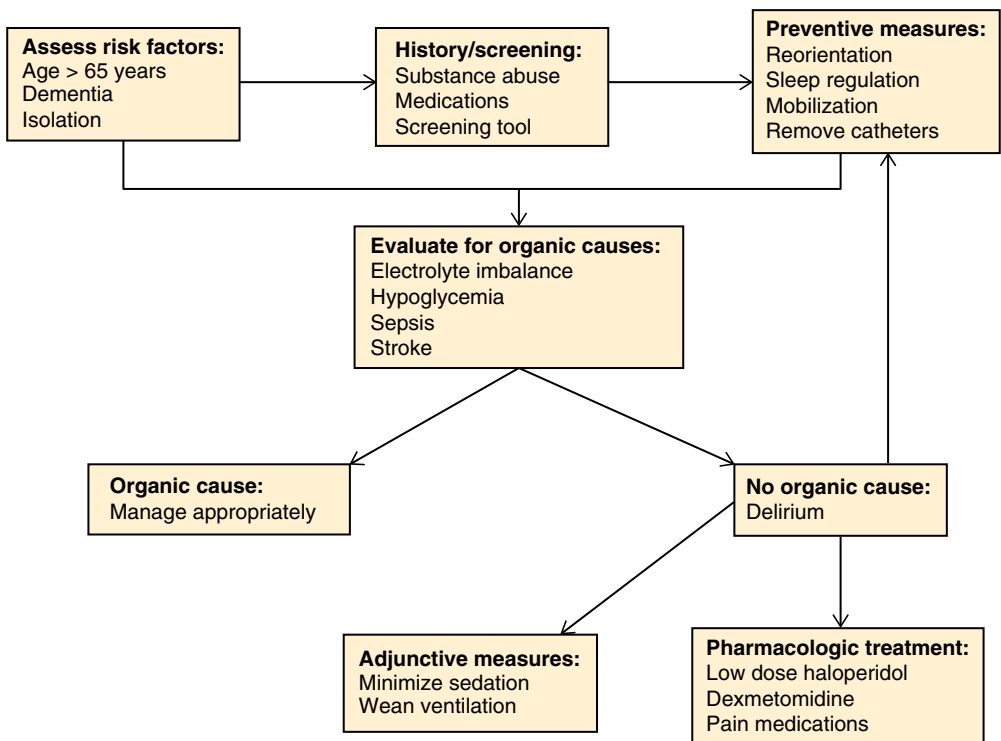 Assess risk factors:
Age > 65 years
Dementia
Isolation
History/screening:
Substance abuse
Medications
Screening tool
Preventive measures:
Reorientation
Sleep regulation
Mobilization
Remove catheters
Evaluate for organic causes:
Electrolyte imbalance
Hypoglycemia
Sepsis
Stroke
Organic cause:
Manage appropriately
No organic cause:
Delirium
Adjunctive measures:
Minimize sedation
Wean ventilation
Pharmacologic treatment:
Low dose haloperidol
Dexmetomidine
Pain medications